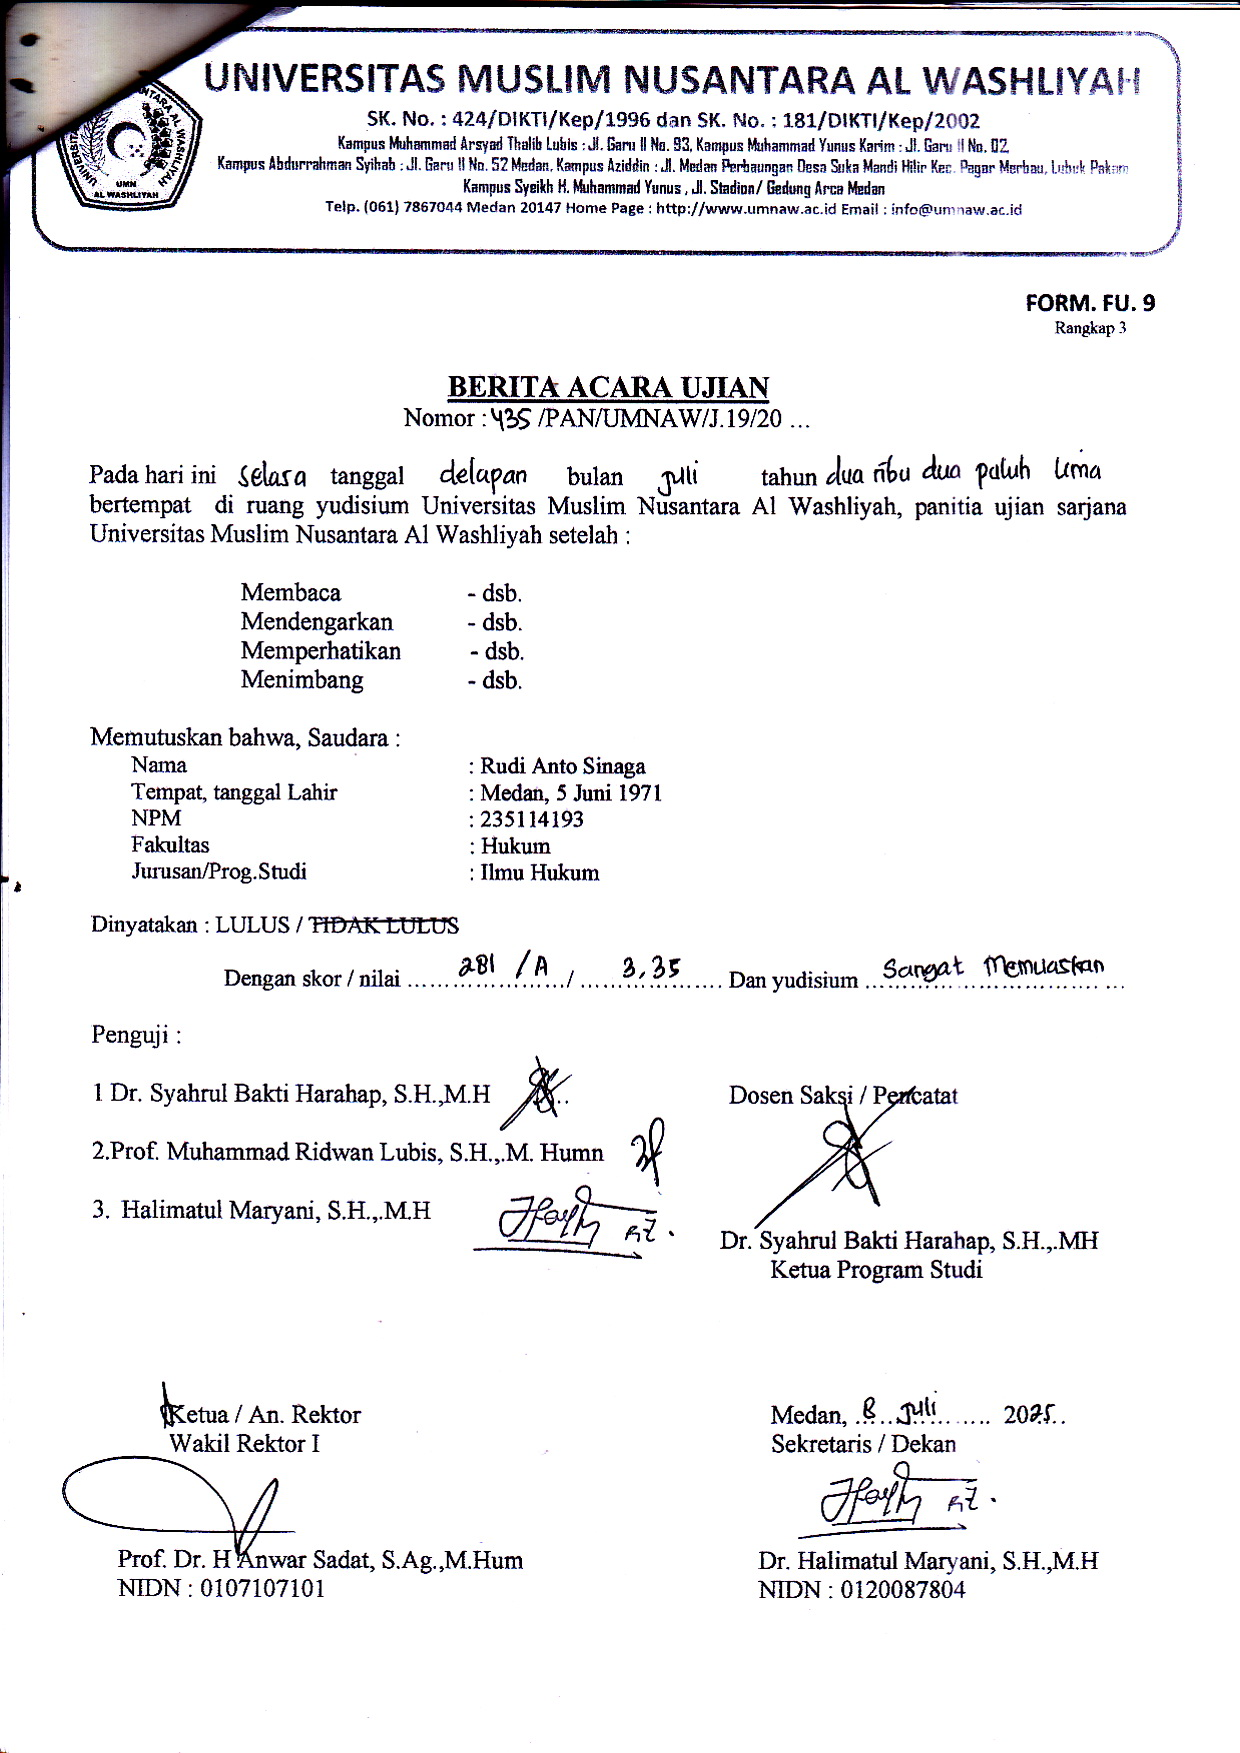 UNIVERSITAS MUSLIM NUSANTARA AL WASHLIYAH
SK. No. : 424/DIKTI/Kep/1996 dan SK. No. : 181/DIKTI/Kep/2002
Kampus Muhammad Arsyad Thalib Lubis : Jl. Garu II No. 93, Kampus Muhammad Yunus Karim : Jl. Garu II No. 02,
Kampus Abdurrahman Syihab : Jl. Garu II No. 52 Medan, Kampus Aziddin : Jl. Medan Perbaungan Desa Suka Mandi Hilir Kec. Pagar Merbau, Lubuk Pakam
Kampus Syeikh H. Muhammad Yunus , Jl. Stadion/ Gedung Arca Medan
Telp. (061) 7867044 Medan 20147 Home Page : http://www.umnaw.ac.id Email : info@umnaw.ac.id
UMN
AL WASHLIYAH
FORM. FU. 9
Rangkap 3
BERITA ACARA UJIAN
Nomor : 435 /PAN/UMNAW/J.19/20 ...
Pada hari ini selasa tanggal delapan bulan juli tahun dua ribu dua puluh lima
bertempat di ruang yudisium Universitas Muslim Nusantara Al Washliyah, panitia ujian sarjana
Universitas Muslim Nusantara Al Washliyah setelah :
Membaca - dsb.
Mendengarkan - dsb.
Memperhatikan - dsb.
Menimbang - dsb.
Memutuskan bahwa, Saudara :
Nama : Rudi Anto Sinaga
Tempat, tanggal Lahir : Medan, 5 Juni 1971
NPM : 235114193
Fakultas : Hukum
Jurusan/Prog.Studi : Ilmu Hukum
Dinyatakan : LULUS / TIDAK LULUS
Dengan skor / nilai 281 /A / 3,35 Dan yudisium Sangat Memuaskan
Penguji :
1 Dr. Syahrul Bakti Harahap, S.H.,M.H
Dosen Saksi / Pencatat
2.Prof. Muhammad Ridwan Lubis, S.H.,.M. Humn
3. Halimatul Maryani, S.H.,.M.H
Dr. Syahrul Bakti Harahap, S.H.,.MH
Ketua Program Studi
Ketua / An. Rektor
Wakil Rektor I
Medan, 8 juli 2025
Sekretaris / Dekan
Prof. Dr. H Anwar Sadat, S.Ag.,M.Hum
NIDN : 0107107101
Dr. Halimatul Maryani, S.H.,M.H
NIDN : 0120087804